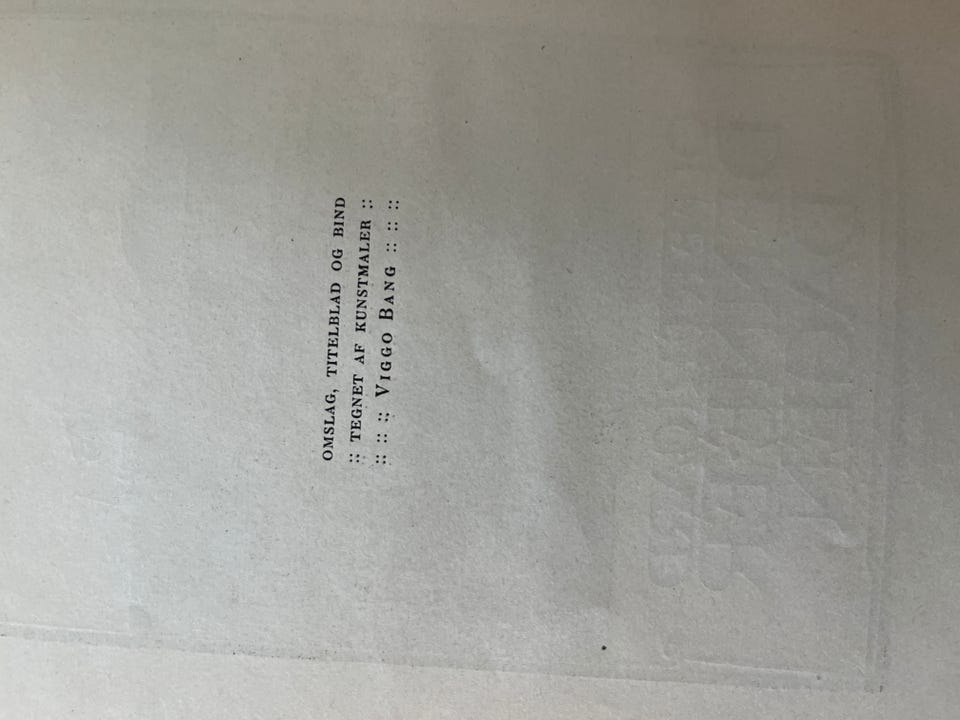 OMSLAG, TITELBLAD OG BIND
:: TEGNET AF KUNSTMALER ::
:: :: :: VIGGO BANG :: :: ::